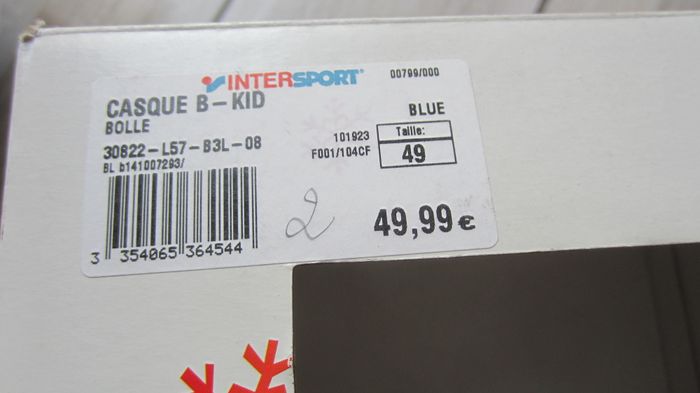 INTERSPORT
00799/000
CASQUE B-KID
BOLLE
BLUE
30822-L57-B3L-08
101923
Taille:
BL b141007293/
F001/104CF
49
2
49,99€
3 354065 364544